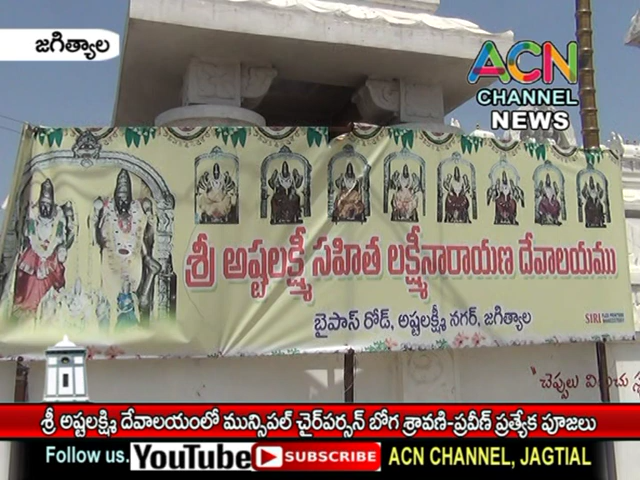 జగిత్యాల
ACN
CHANNEL
NEWS
శ్రీ అష్టలక్ష్మీ సహిత లక్ష్మీనారాయణ దేవాలయము
బైపాస్ రోడ్, అష్టలక్ష్మీ నగర్, జగిత్యాల
SIRI
చెప్పులు
శ్రీ అష్టలక్ష్మి దేవాలయంలో మున్సిపల్ చైర్‌పర్సన్ బోగ శ్రావణి-ప్రవీణ్ ప్రత్యేక పూజలు
Follow us. YouTube SUBSCRIBE ACN CHANNEL, JAGTIAL